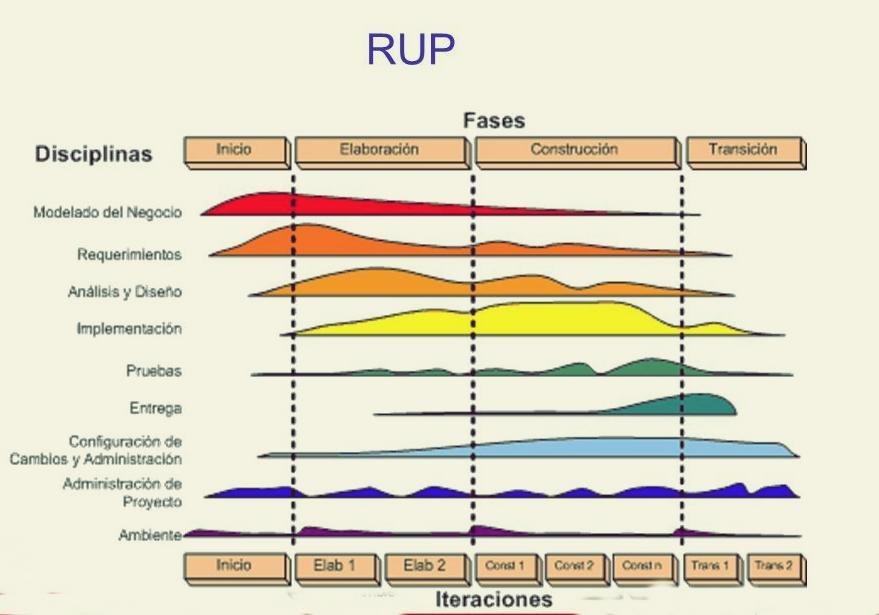 RUP
Fases
Disciplinas
Inicio
Elaboración
Construcción
Transición
Modelado del Negocio
Requerimientos
Análisis y Diseño
Implementación
Pruebas
Entrega
Configuración de
Cambios y Administración
Administración de
Proyecto
Ambiente
Inicio
Elab 1
Elab 2
Const 1
Const 2
Const n
Trans 1
Trans 2
Iteraciones